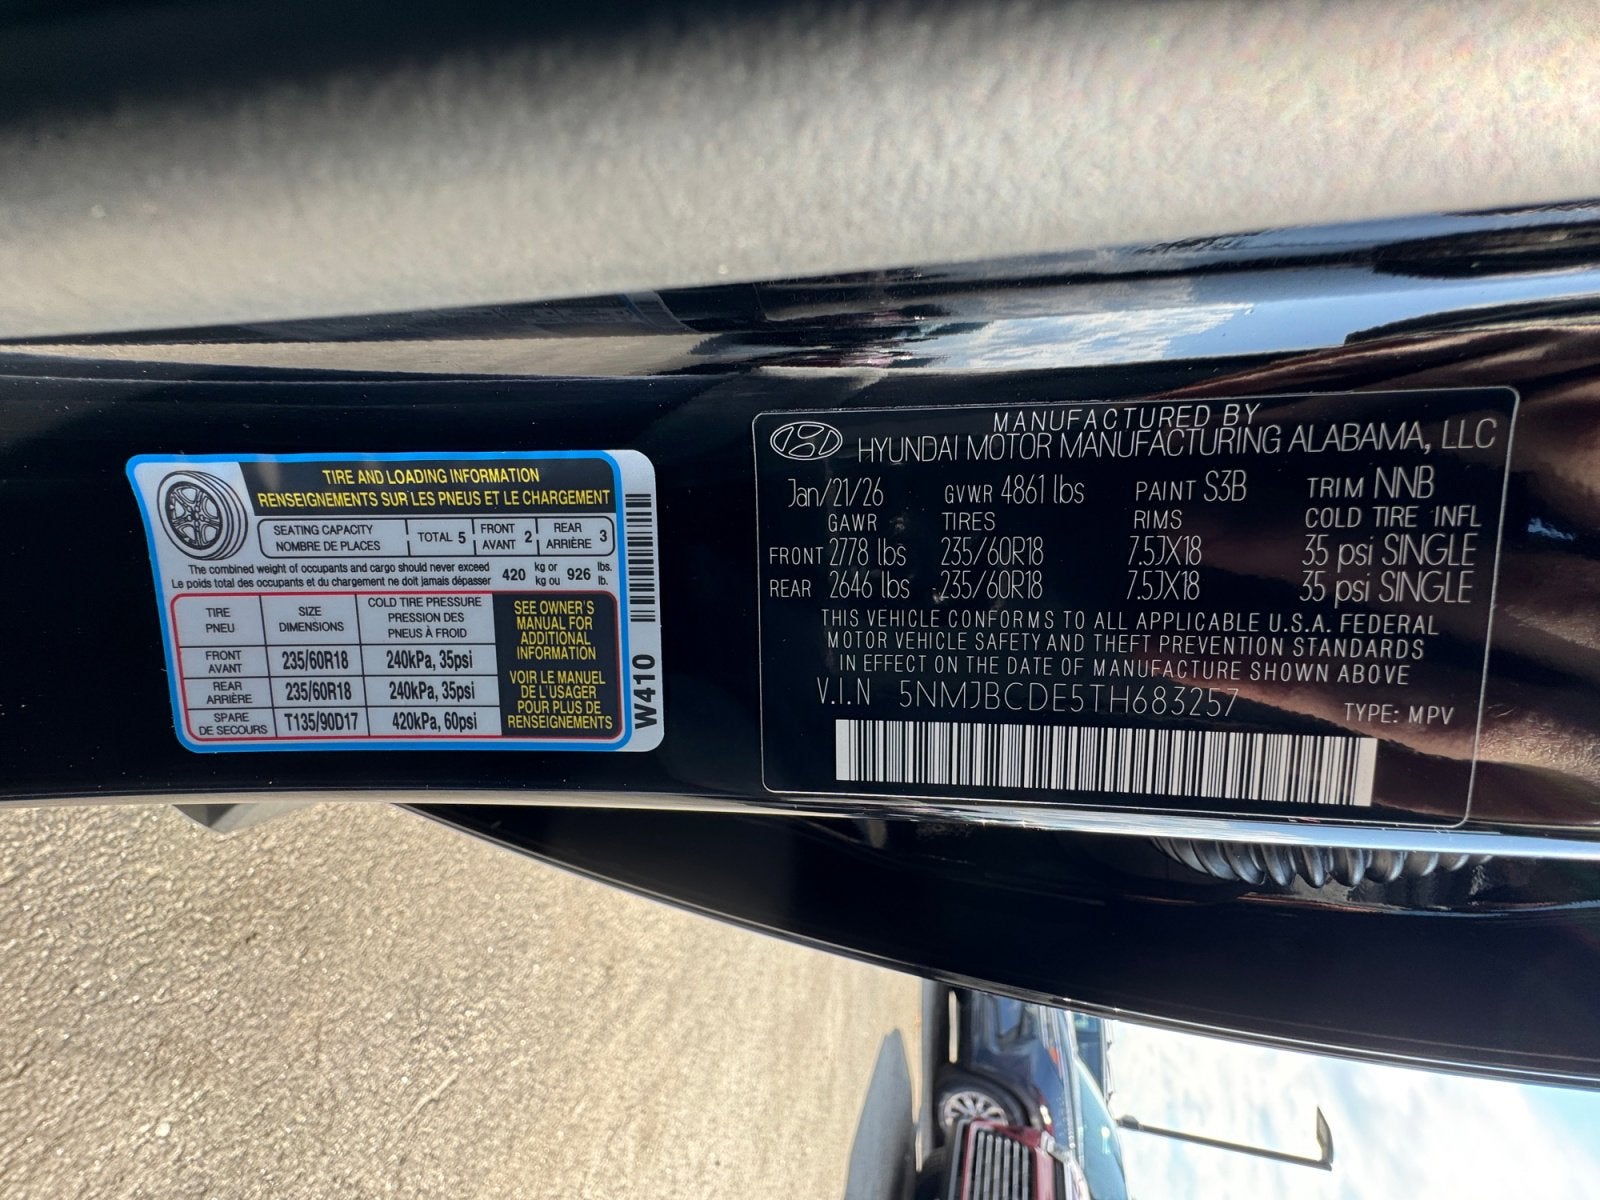 TIRE AND LOADING INFORMATION
RENSEIGNEMENTS SUR LES PNEUS ET LE CHARGEMENT
SEATING CAPACITY
NOMBRE DE PLACES
TOTAL 5
FRONT
AVANT 2
REAR
ARRIÈRE 3
The combined weight of occupants and cargo should never exceed
Le poids total des occupants et du chargement ne doit jamais dépasser
420 kg or
kg ou
926 lbs.
lb.
TIRE
PNEU
SIZE
DIMENSIONS
COLD TIRE PRESSURE
PRESSION DES
PNEUS À FROID
FRONT
AVANT
235/60R18
240kPa, 35psi
REAR
ARRIÈRE
235/60R18
240kPa, 35psi
SPARE
DE SECOURS
T135/90D17
420kPa, 60psi
SEE OWNER'S
MANUAL FOR
ADDITIONAL
INFORMATION
VOIR LE MANUEL
DE L'USAGER
POUR PLUS DE
RENSEIGNEMENTS
W410
MANUFACTURED BY
HYUNDAI MOTOR MANUFACTURING ALABAMA, LLC
Jan/21/26 GVWR 4861 lbs PAINT S3B TRIM NNB
GAWR TIRES RIMS COLD TIRE INFL
FRONT 2778 lbs 235/60R18 7.5JX18 35 psi SINGLE
REAR 2646 lbs 235/60R18 7.5JX18 35 psi SINGLE
THIS VEHICLE CONFORMS TO ALL APPLICABLE U.S.A. FEDERAL
MOTOR VEHICLE SAFETY AND THEFT PREVENTION STANDARDS
IN EFFECT ON THE DATE OF MANUFACTURE SHOWN ABOVE
V.I.N 5NMJBCDE5TH683257
TYPE: MPV